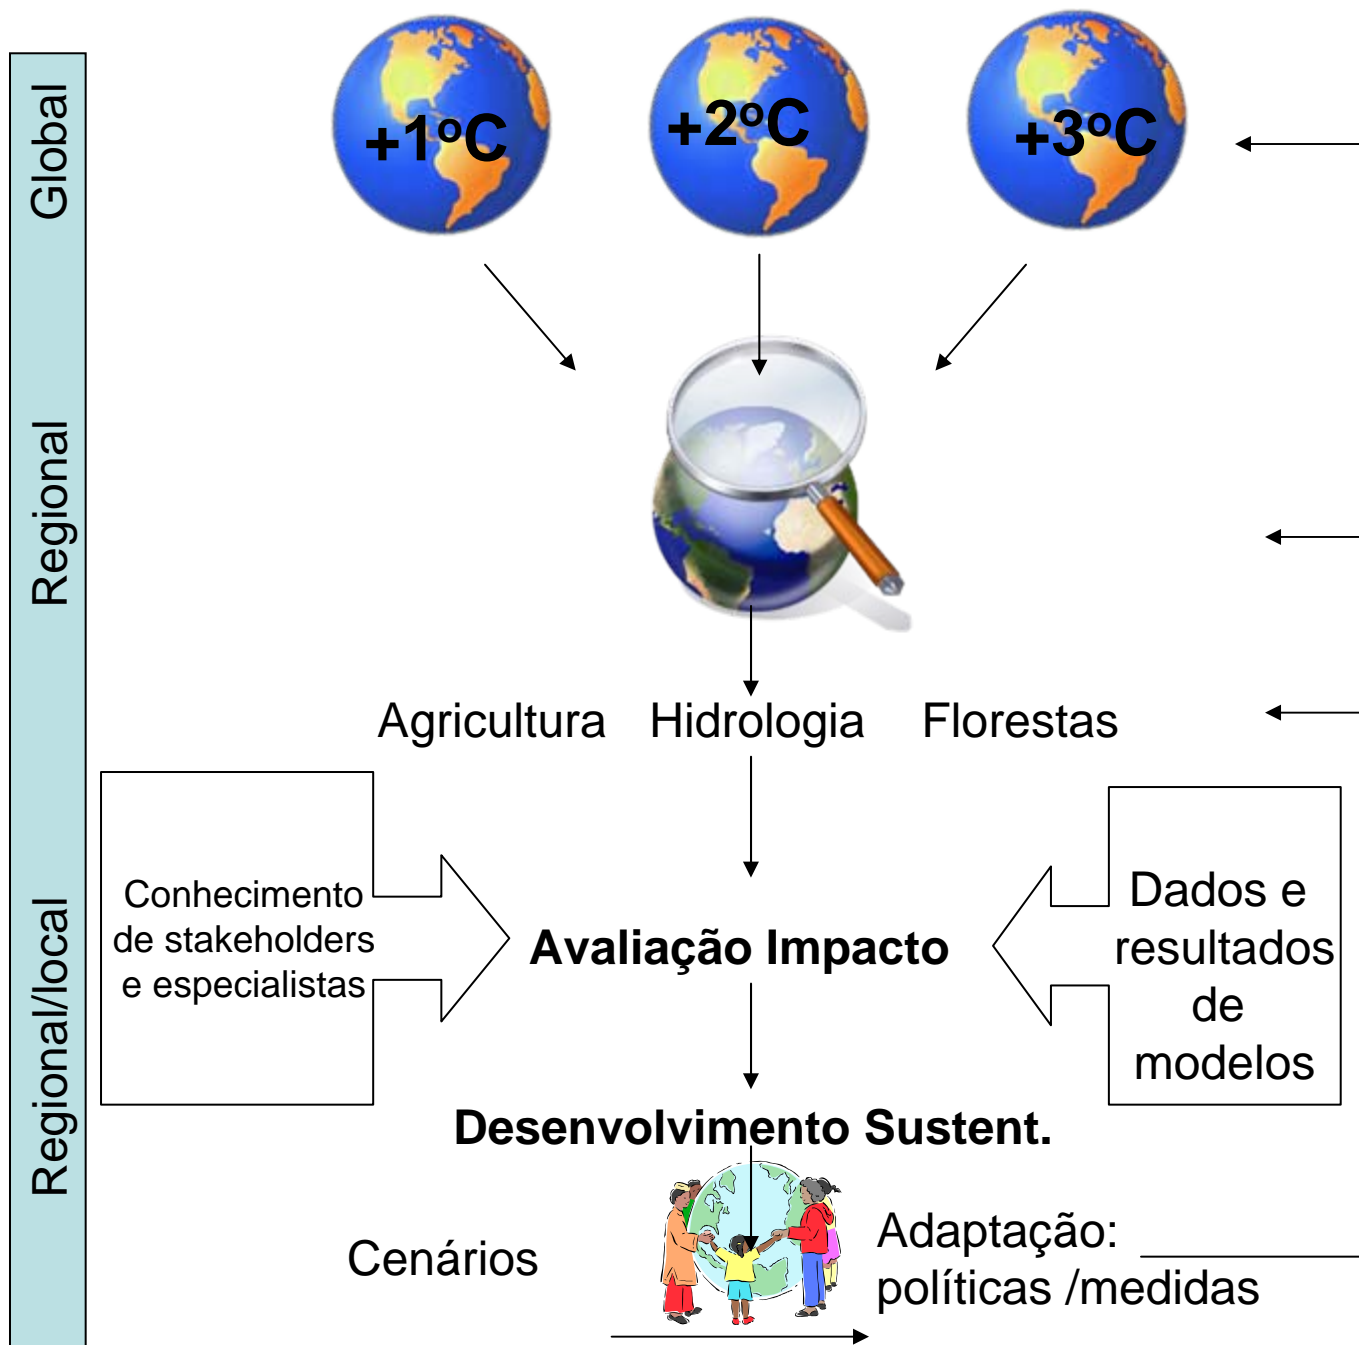 Global
+1ºC
+2ºC
+3ºC
Regional
Agricultura
Hidrologia
Florestas
Regional/local
Conhecimento
de stakeholders
e especialistas
Avaliação Impacto
Dados e
resultados
de
modelos
Desenvolvimento Sustent.
Cenários
Adaptação:
políticas /medidas